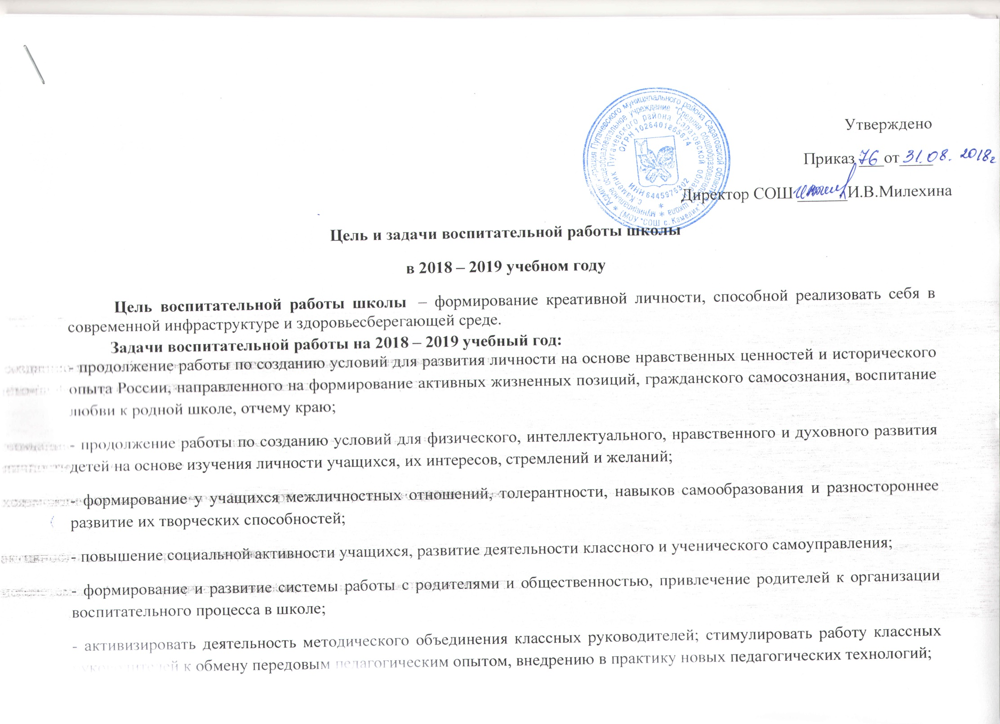 Администрация Пугачевского муниципального района Саратовской области
(МОУ "СОШ с. Камелик")
Муниципальное общеобразовательное учреждение "Средняя общеобразовательная школа
с. Камелик Пугачевского района Саратовской области"
ОГРН 1026401865874
ИНН 6445976302
Утверждено
Приказ 76 от 31.08. 2018г
Директор СОШ И.В.Милехина
Цель и задачи воспитательной работы школы
в 2018 – 2019 учебном году
Цель воспитательной работы школы – формирование креативной личности, способной реализовать себя в
современной инфраструктуре и здоровьесберегающей среде.
Задачи воспитательной работы на 2018 – 2019 учебный год:
- продолжение работы по созданию условий для развития личности на основе нравственных ценностей и исторического
опыта России, направленного на формирование активных жизненных позиций, гражданского самосознания, воспитание
любви к родной школе, отчему краю;
- продолжение работы по созданию условий для физического, интеллектуального, нравственного и духовного развития
детей на основе изучения личности учащихся, их интересов, стремлений и желаний;
- формирование у учащихся межличностных отношений, толерантности, навыков самообразования и разностороннее
развитие их творческих способностей;
- повышение социальной активности учащихся, развитие деятельности классного и ученического самоуправления;
- формирование и развитие системы работы с родителями и общественностью, привлечение родителей к организации
воспитательного процесса в школе;
- активизировать деятельность методического объединения классных руководителей; стимулировать работу классных
руководителей к обмену передовым педагогическим опытом, внедрению в практику новых педагогических технологий;